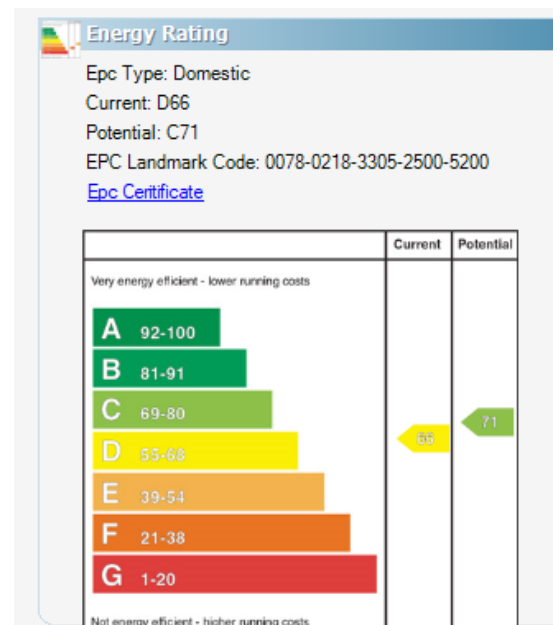 Energy Rating
Epc Type: Domestic
Current: D66
Potential: C71
EPC Landmark Code: 0078-0218-3305-2500-5200
Epc Ceritificate
Current Potential
Very energy efficient - lower running costs
A 92-100
B 81-91
C 69-80
71
D 55-68
66
E 39-54
F 21-38
G 1-20
Not energy efficient - higher running costs